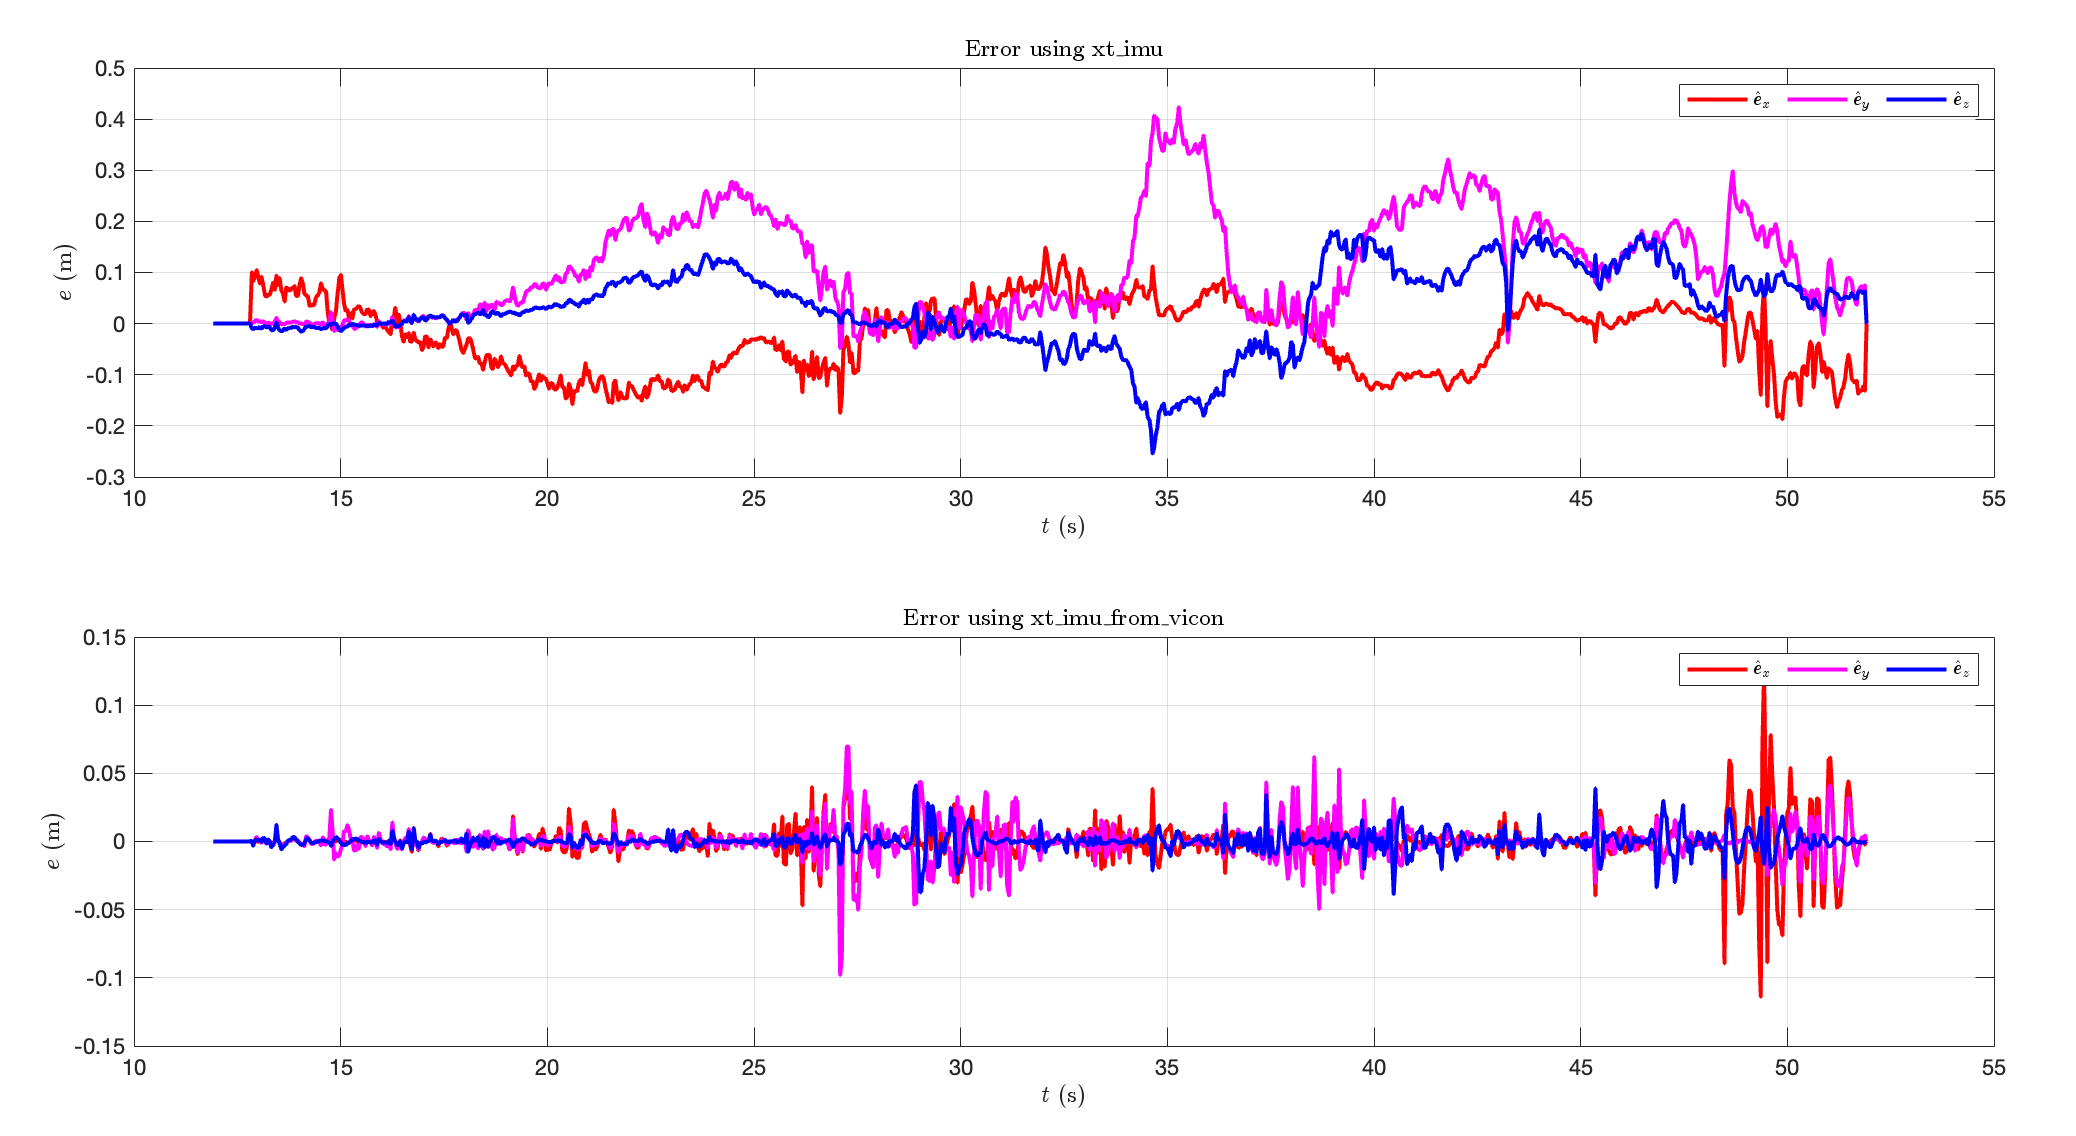 Error using xt_imu
0.5
0.4
0.3
0.2
0.1
0
-0.1
-0.2
-0.3
e (m)
ê_x ê_y ê_z
10 15 20 25 30 35 40 45 50 55
t (s)
Error using xt_imu_from_vicon
0.15
0.1
0.05
0
-0.05
-0.1
-0.15
e (m)
ê_x ê_y ê_z
10 15 20 25 30 35 40 45 50 55
t (s)